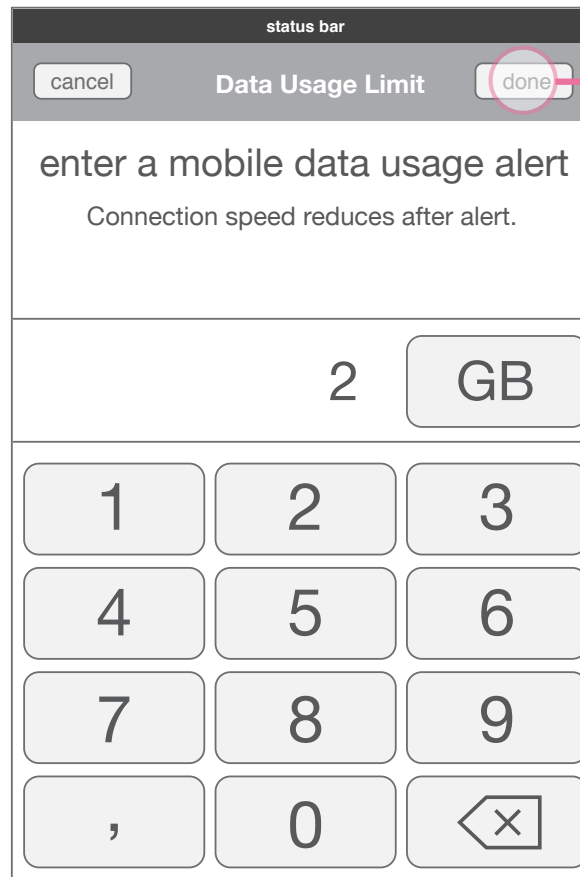 status bar
cancel Data Usage Limit done
enter a mobile data usage alert
Connection speed reduces after alert.
2 GB
1 2 3
4 5 6
7 8 9
, 0